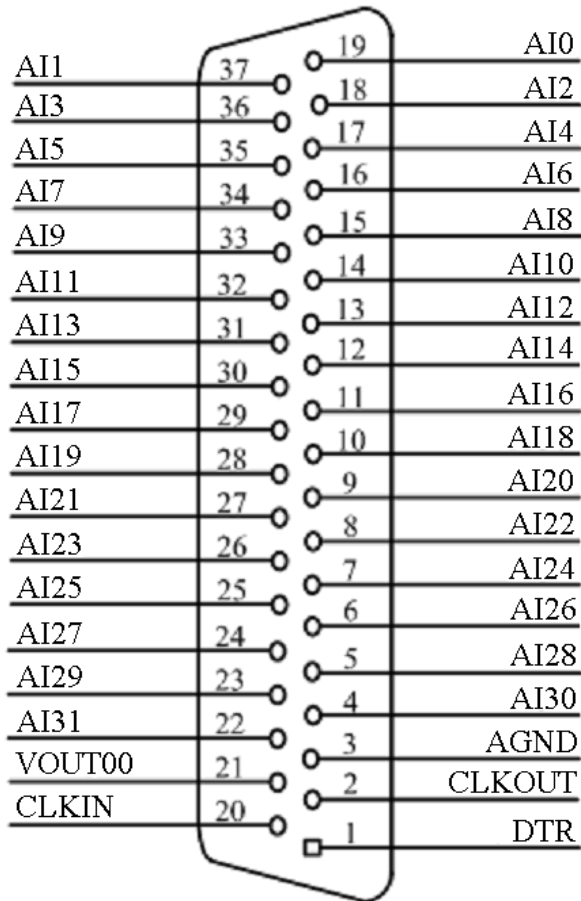 19 AI0
AI1 37
18 AI2
AI3 36
17 AI4
AI5 35
16 AI6
AI7 34
15 AI8
AI9 33
14 AI10
AI11 32
13 AI12
AI13 31
12 AI14
AI15 30
11 AI16
AI17 29
10 AI18
AI19 28
9 AI20
AI21 27
8 AI22
AI23 26
7 AI24
AI25 25
6 AI26
AI27 24
5 AI28
AI29 23
4 AI30
AI31 22
3 AGND
VOUT00 21
2 CLKOUT
CLKIN 20
1 DTR